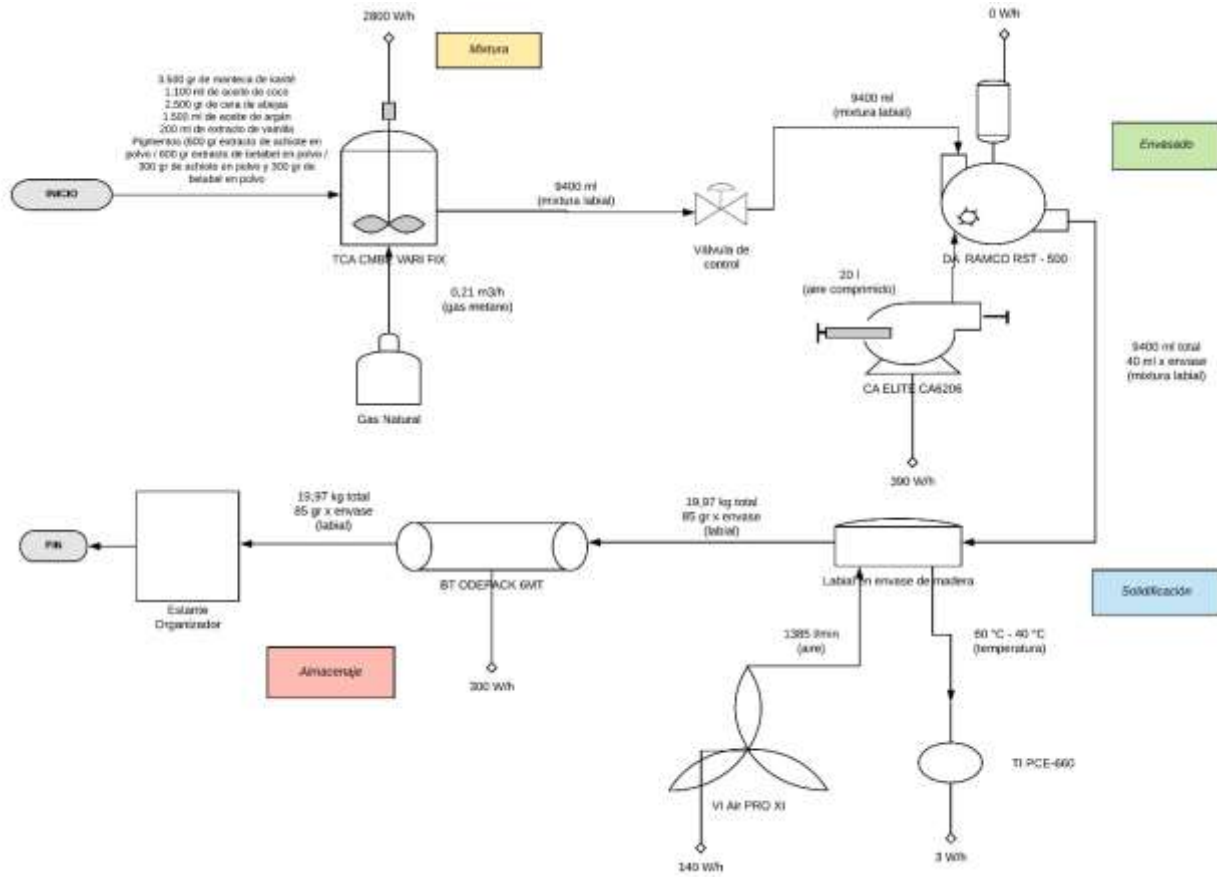 2800 W/h
Mixtura
0 W/h
3.500 gr de manteca de karité
1.100 ml de aceite de coco
2.500 gr de cera de abejas
1.500 ml de aceite de argán
200 ml de extracto de vainilla
Pigmentos (600 gr extracto de achiote en
polvo / 600 gr extracto de betabel en polvo /
300 gr de achiote en polvo y 300 gr de
betabel en polvo
INICIO
9400 ml
(mixtura labial)
9400 ml
(mixtura labial)
Envasado
TCA CMBE VARI FIX
Válvula de
control
DA RAMCO RST - 500
0,21 m3/h
(gas metano)
20 l
(aire comprimido)
9400 ml total
40 ml x envase
(mixtura labial)
Gas Natural
CA ELITE CA6206
390 W/h
19,97 kg total
85 gr x envase
(labial)
19,97 kg total
85 gr x envase
(labial)
FIN
BT ODEPACK 6MT
Labial en envase de madera
Solidificación
Estante
Organizador
1385 l/min
(aire)
60 °C - 40 °C
(temperatura)
Almacenaje
300 W/h
TI PCE-660
VI Air PRO XI
140 W/h
3 W/h